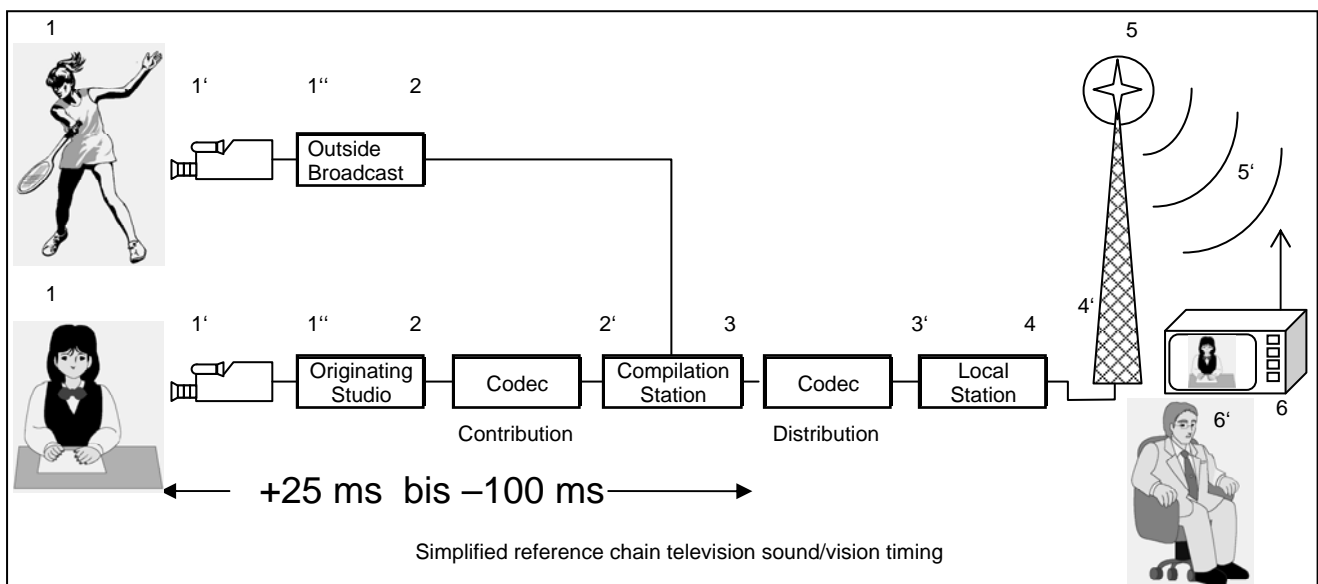 1
1‘ 1‘‘ 2
5
Outside
Broadcast
5‘
1
1‘ 1‘‘ 2 2‘ 3 3‘ 4 4‘
Originating
Studio
Codec
Compilation
Station
Codec
Local
Station
6
6‘
Contribution
Distribution
+25 ms bis –100 ms
Simplified reference chain television sound/vision timing